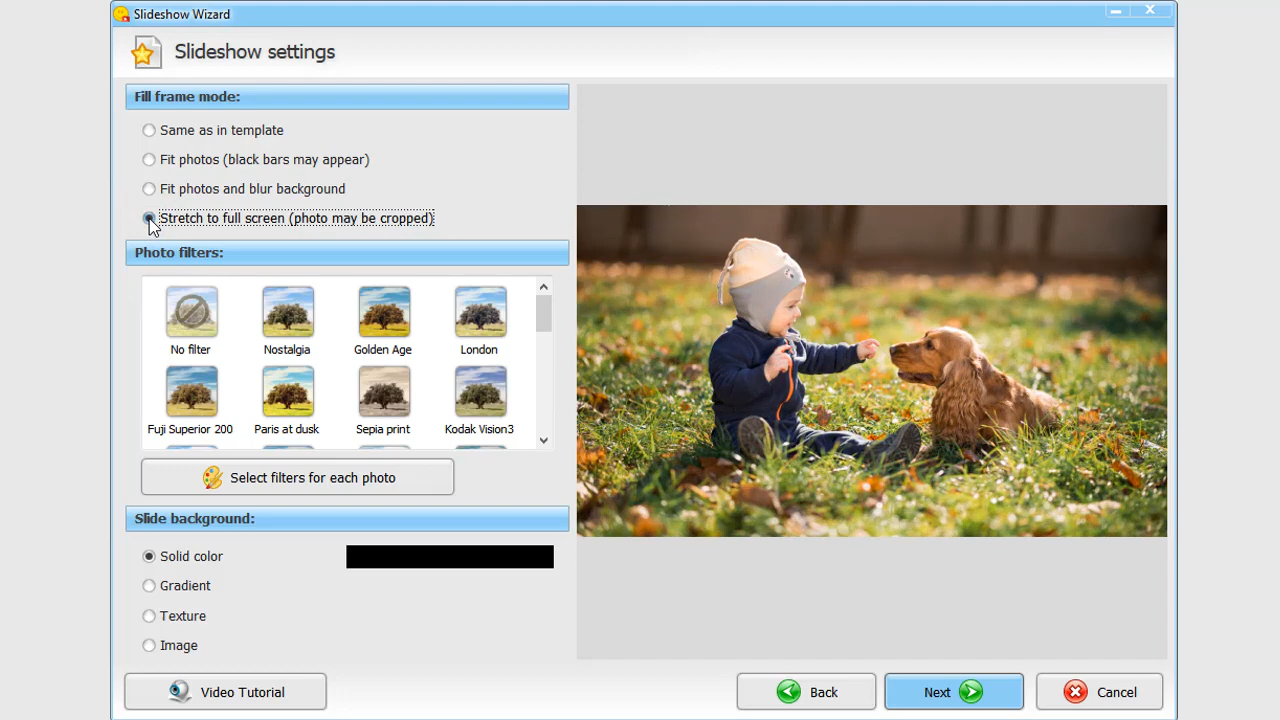 Slideshow Wizard
Slideshow settings
Fill frame mode:
Same as in template
Fit photos (black bars may appear)
Fit photos and blur background
Stretch to full screen (photo may be cropped)
Photo filters:
No filter
Nostalgia
Golden Age
London
Fuji Superior 200
Paris at dusk
Sepia print
Kodak Vision3
Select filters for each photo
Slide background:
Solid color
Gradient
Texture
Image
Video Tutorial
Back
Next
Cancel